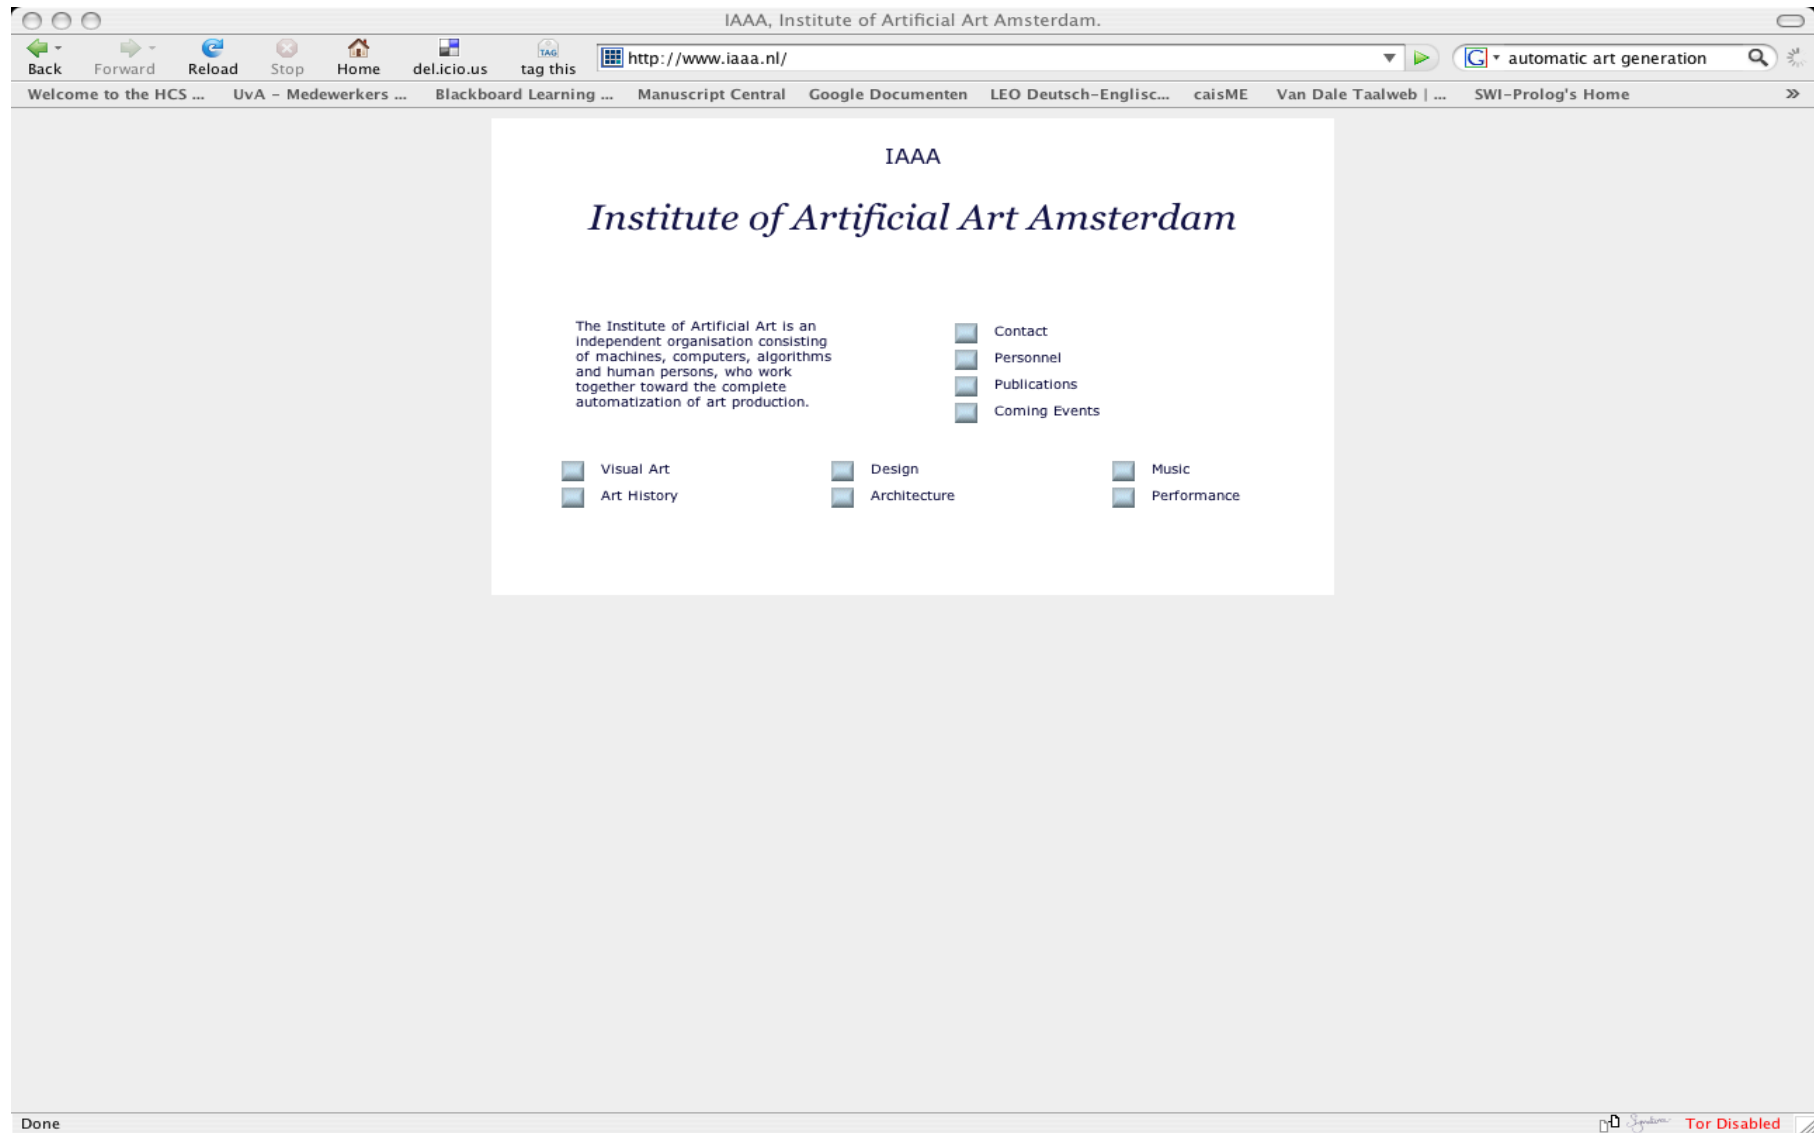 IAAA, Institute of Artificial Art Amsterdam.
Back Forward Reload Stop Home del.icio.us TAG tag this http://www.iaaa.nl/ G automatic art generation
Welcome to the HCS ... UvA - Medewerkers ... Blackboard Learning ... Manuscript Central Google Documenten LEO Deutsch-Englisc... caisME Van Dale Taalweb | ... SWI-Prolog's Home »
IAAA
Institute of Artificial Art Amsterdam
The Institute of Artificial Art is an
independent organisation consisting
of machines, computers, algorithms
and human persons, who work
together toward the complete
automatization of art production.
Contact
Personnel
Publications
Coming Events
Visual Art Design Music
Art History Architecture Performance
Done Tor Disabled